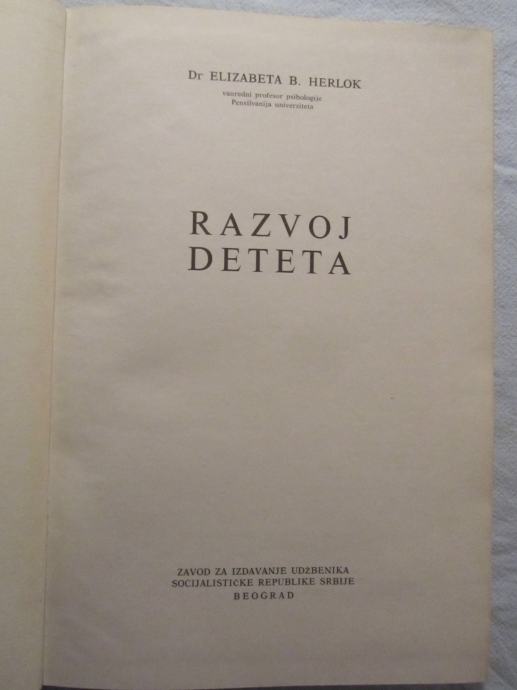 Dr ELIZABETA B. HERLOK
vanredni profesor psihologije
Pensilvanija univerziteta
RAZVOJ
DETETA
ZAVOD ZA IZDAVANJE UDŽBENIKA
SOCIJALISTIČKE REPUBLIKE SRBIJE
BEOGRAD